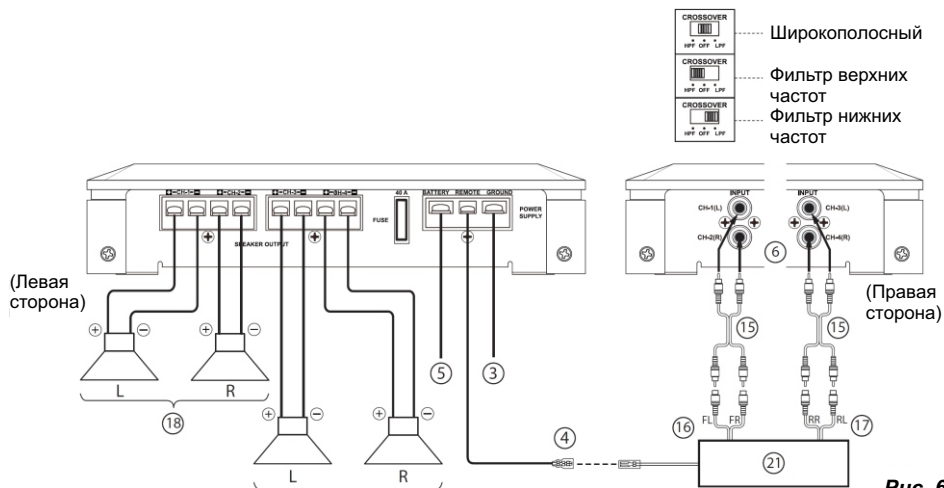 CROSSOVER
HPF OFF LPF
Широкополосный
CROSSOVER
HPF OFF LPF
Фильтр верхних
частот
CROSSOVER
HPF OFF LPF
Фильтр нижних
частот
CH-1
CH-2
CH-3
CH-4
SPEAKER OUTPUT
40 A
FUSE
BATTERY REMOTE GROUND
POWER
SUPPLY
INPUT
CH-1(L)
CH-2(R)
INPUT
CH-3(L)
CH-4(R)
6
(Левая
сторона)
(Правая
сторона)
15
15
+ − + −
L R
18
5
3
+ − + −
L R
4
16
FL FR
RR RL
17
21
Рис. 6